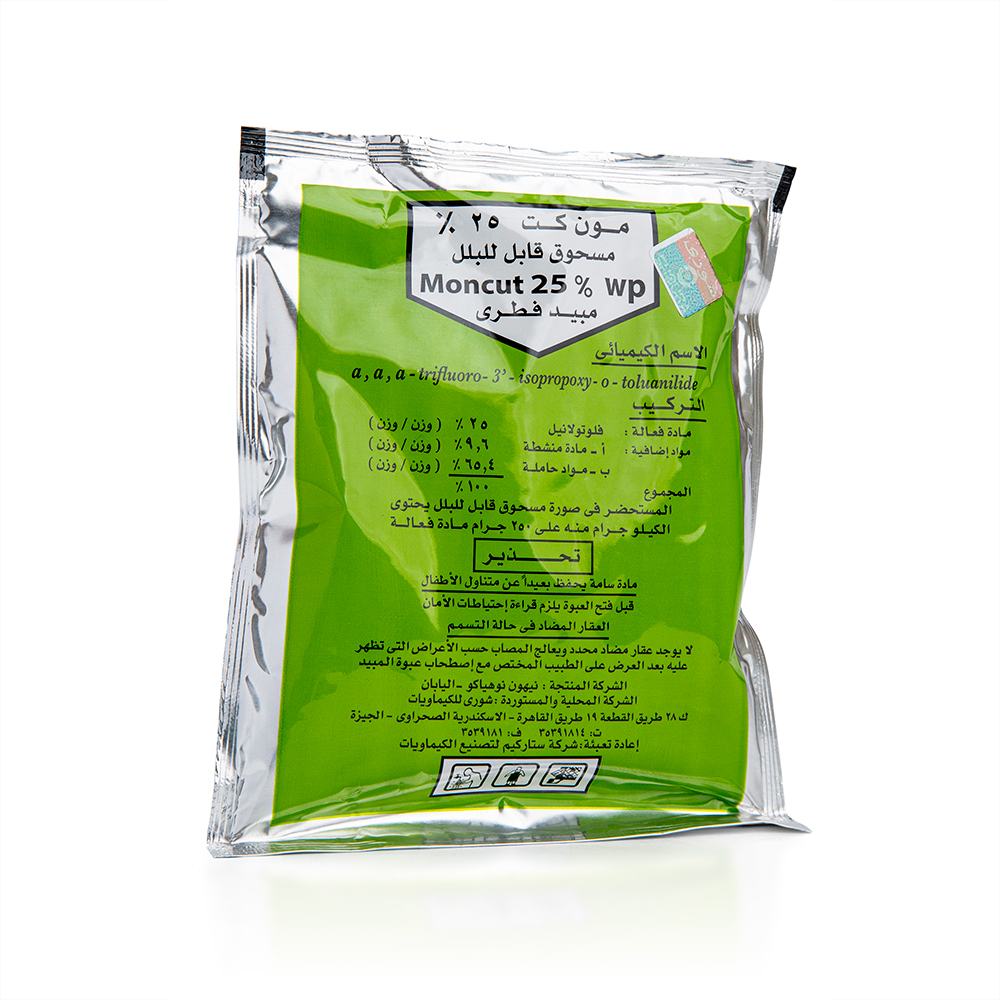 مون كت ٢٥ ٪
مسحوق قابل للبلل
Moncut 25 % wp
مبيد فطرى
شورى
الاسم الكيميائى
a , a , a - trifluoro- 3’ - isopropoxy- o - toluanilide
التركيب
مادة فعالة : فلوتولانيل ٢٥ ٪ ( وزن / وزن )
مواد إضافية : أ - مادة منشطة ٩,٦٪ ( وزن / وزن )
ب - مواد حاملة ٦٥,٤ ٪ ( وزن / وزن )
المجموع ١٠٠ ٪
المستحضر فى صورة مسحوق قابل للبلل يحتوى
الكيلو جرام منه على ٢٥٠ جرام مادة فعالة
تحذير
مادة سامة يحفظ بعيداً عن متناول الأطفال
قبل فتح العبوة يلزم قراءة إحتياطات الأمان
العقار المضاد فى حالة التسمم
لا يوجد عقار مضاد محدد ويعالج المصاب حسب الأعراض التى تظهر
عليه بعد العرض على الطبيب المختص مع إصطحاب عبوة المبيد
الشركة المنتجة : نيهون نوهياكو - اليابان
الشركة المحلية والمستوردة : شورى للكيماويات
ك ٢٨ طريق القطعة ١٩ طريق القاهرة - الاسكندرية الصحراوى - الجيزة
ت: ٣٥٣٩١٨١٤ ف: ٣٥٣٩١٨١
إعادة تعبئة : شركة ستاركيم لتصنيع الكيماويات